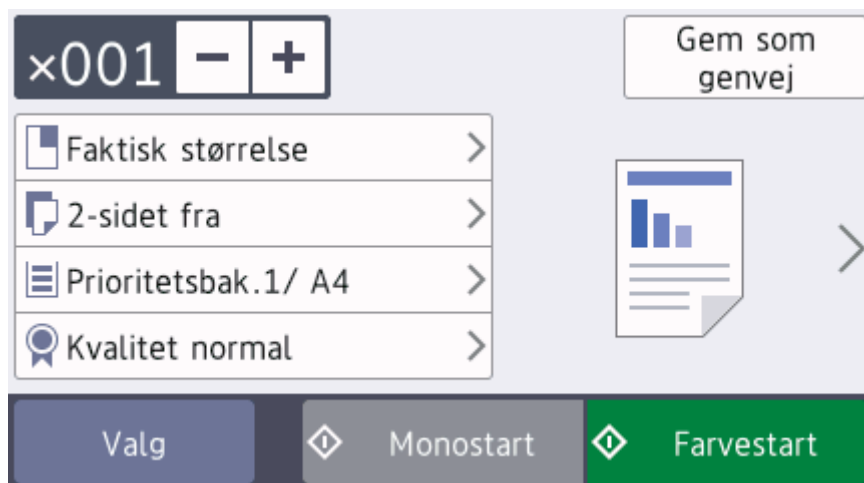 ×001 − +
Gem som
genvej
Faktisk størrelse
2-sidet fra
Prioritetsbak.1/ A4
Kvalitet normal
Valg
Monostart
Farvestart